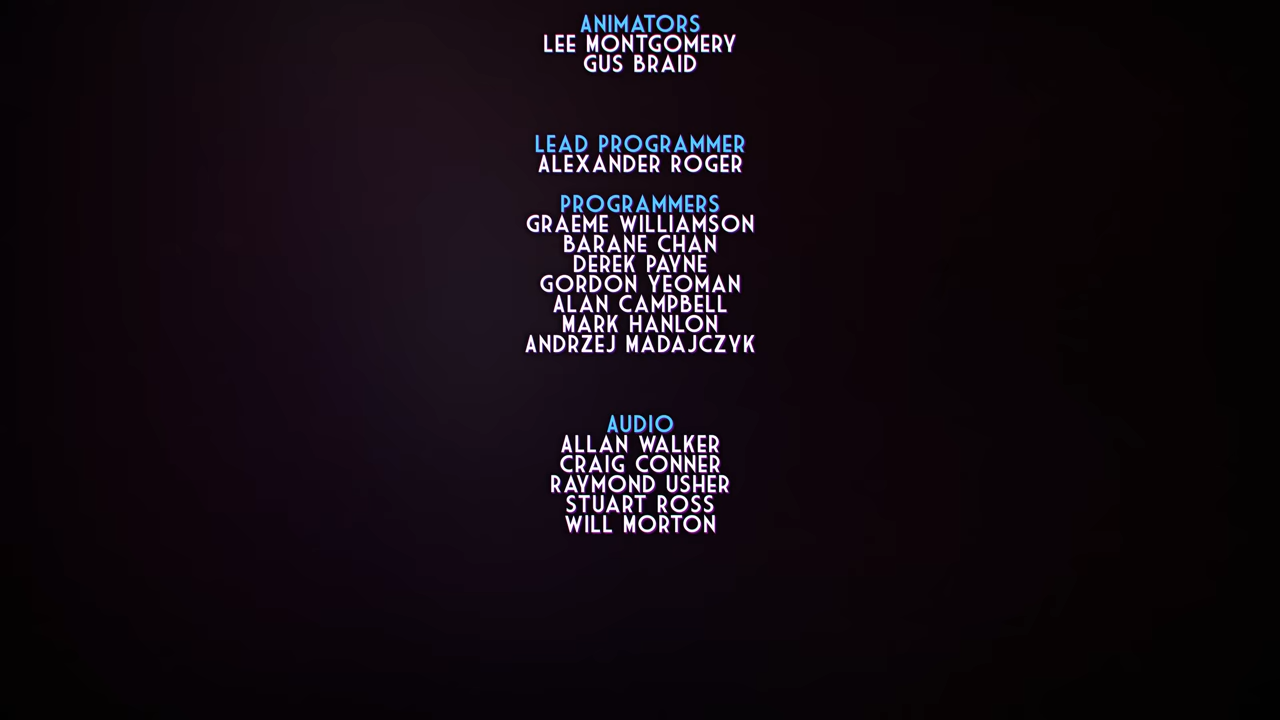 ANIMATORS
LEE MONTGOMERY
GUS BRAID
LEAD PROGRAMMER
ALEXANDER ROGER
PROGRAMMERS
GRAEME WILLIAMSON
BARANE CHAN
DEREK PAYNE
GORDON YEOMAN
ALAN CAMPBELL
MARK HANLON
ANDRZEJ MADAJCZYK
AUDIO
ALLAN WALKER
CRAIG CONNER
RAYMOND USHER
STUART ROSS
WILL MORTON